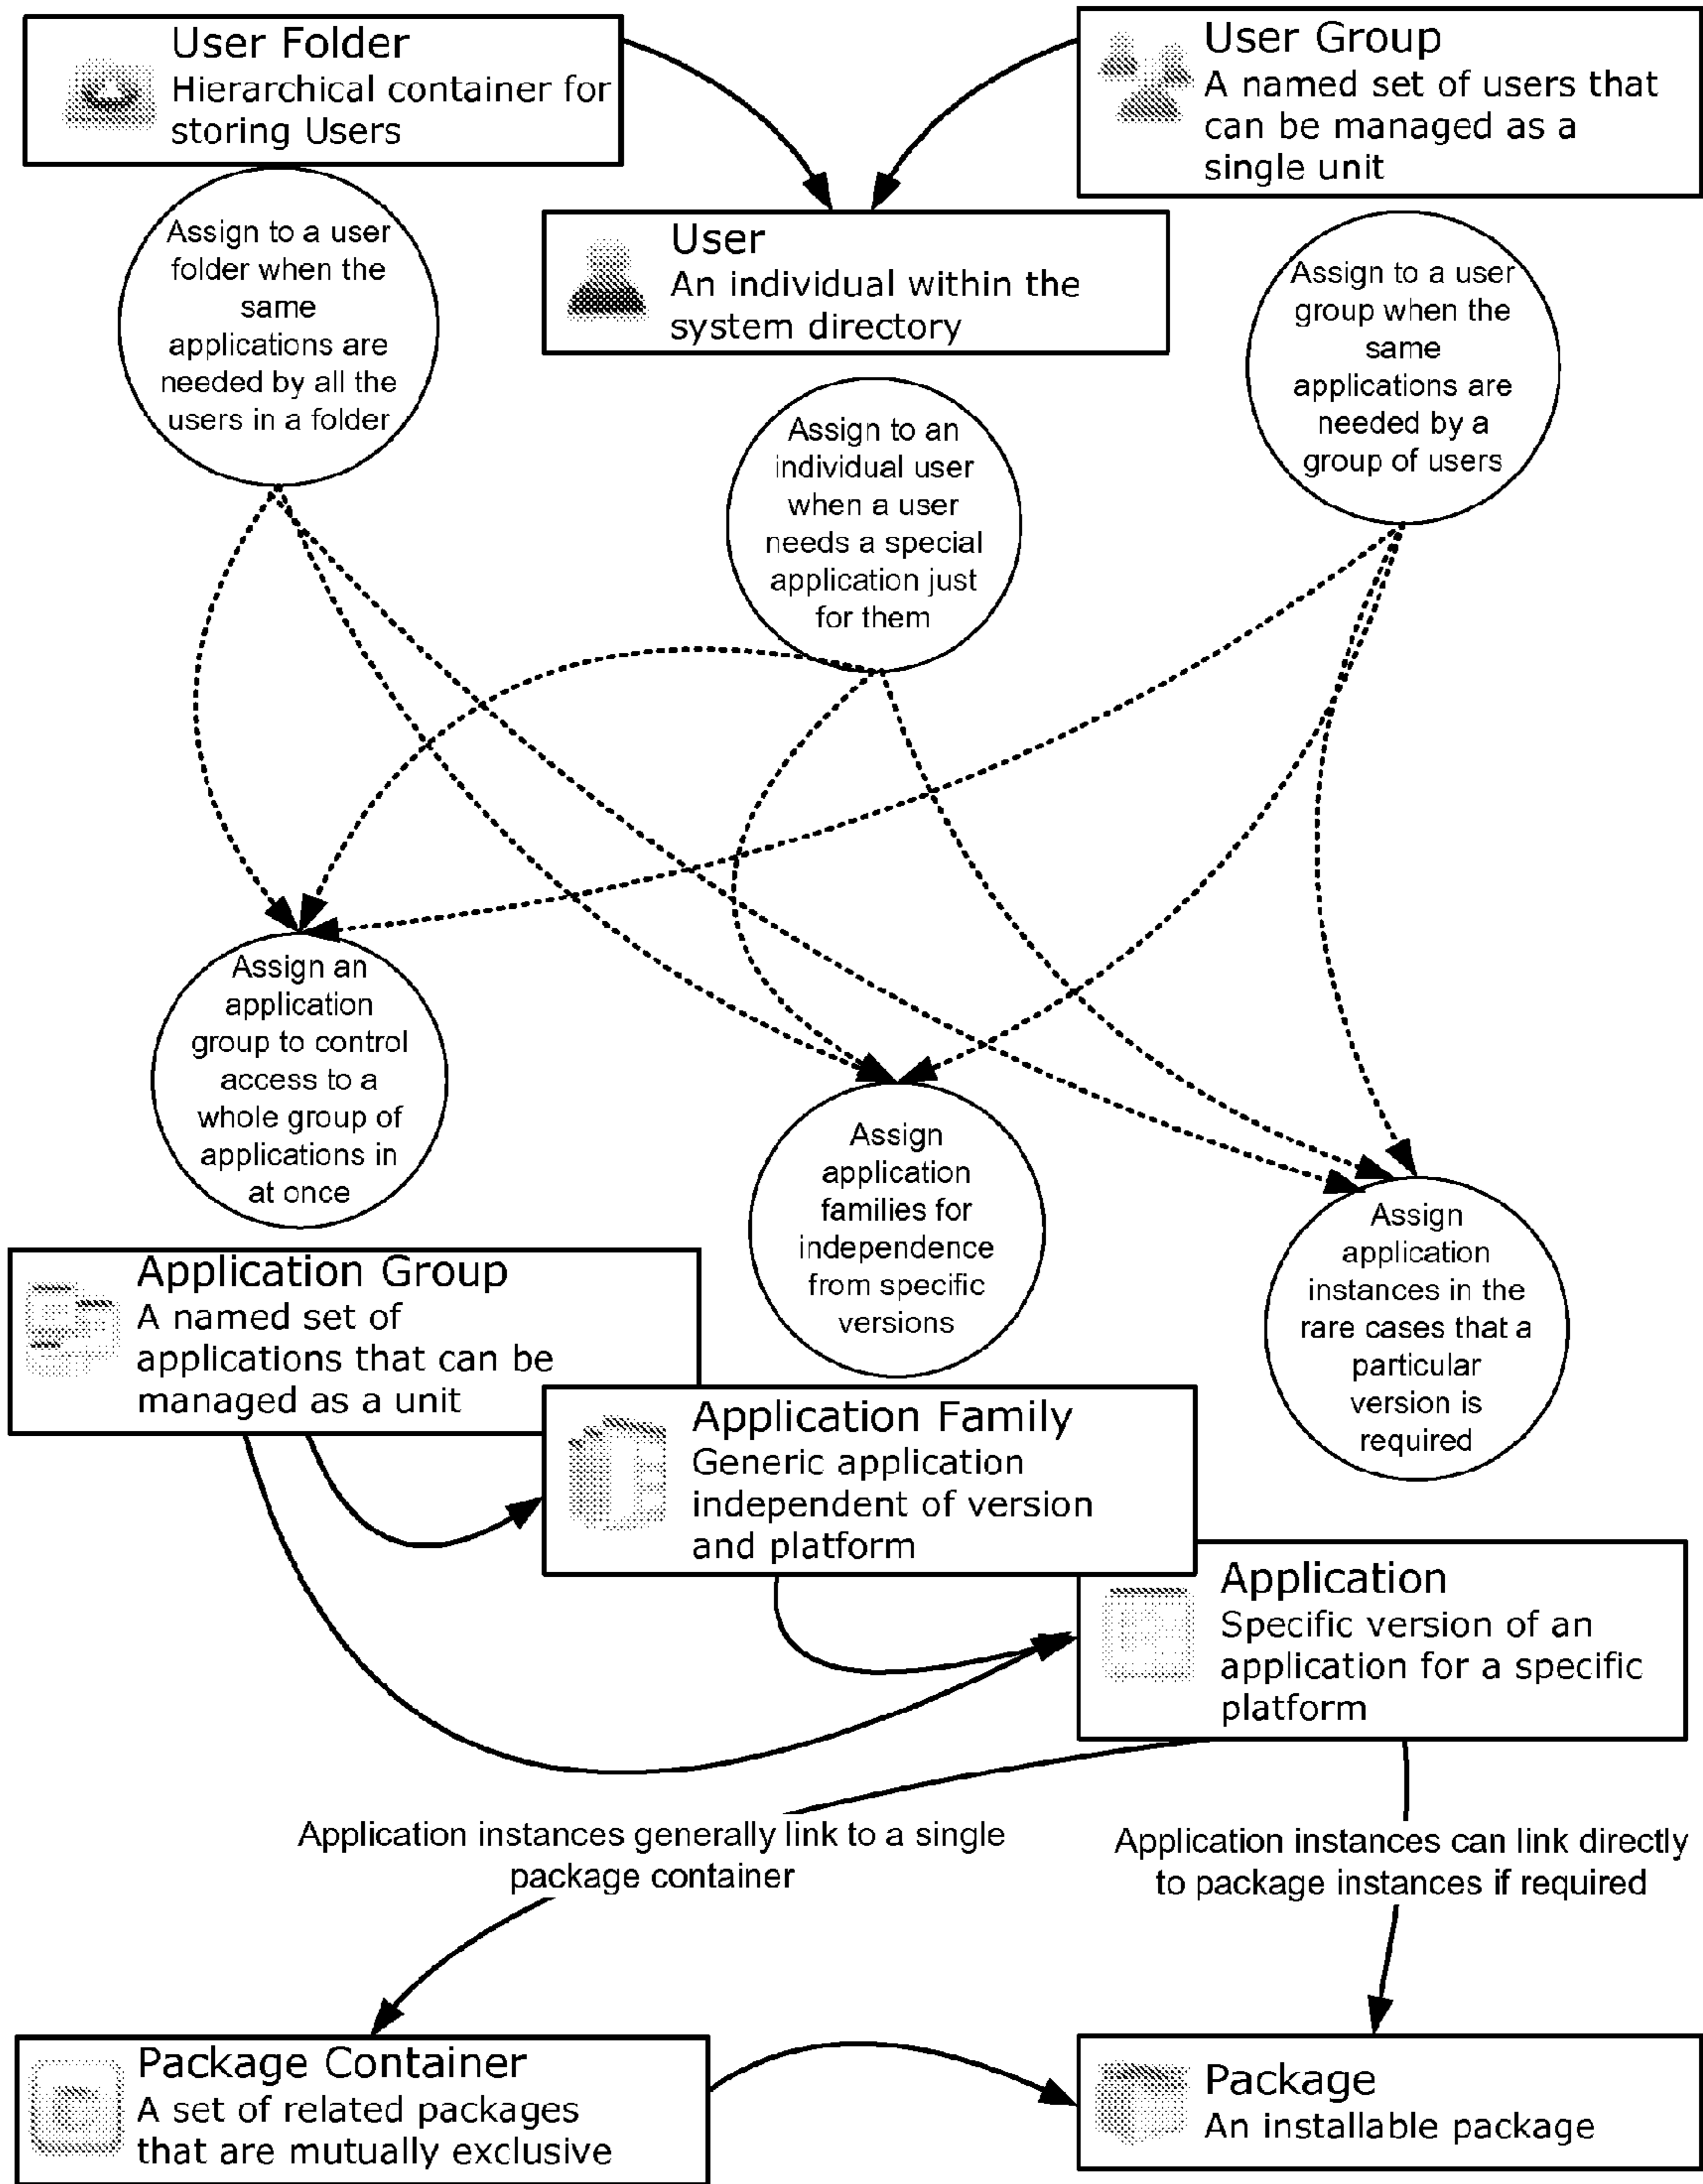 User Folder
Hierarchical container for
storing Users
User Group
A named set of users that
can be managed as a
single unit
User
An individual within the
system directory
Assign to a user
folder when the
same
applications are
needed by all the
users in a folder
Assign to an
individual user
when a user
needs a special
application just
for them
Assign to a user
group when the
same
applications are
needed by a
group of users
Assign an
application
group to control
access to a
whole group of
applications in
at once
Assign
application
families for
independence
from specific
versions
Assign
application
instances in the
rare cases that a
particular
version is
required
Application Group
A named set of
applications that can be
managed as a unit
Application Family
Generic application
independent of version
and platform
Application
Specific version of an
application for a specific
platform
Application instances generally link to a single
package container
Application instances can link directly
to package instances if required
Package Container
A set of related packages
that are mutually exclusive
Package
An installable package